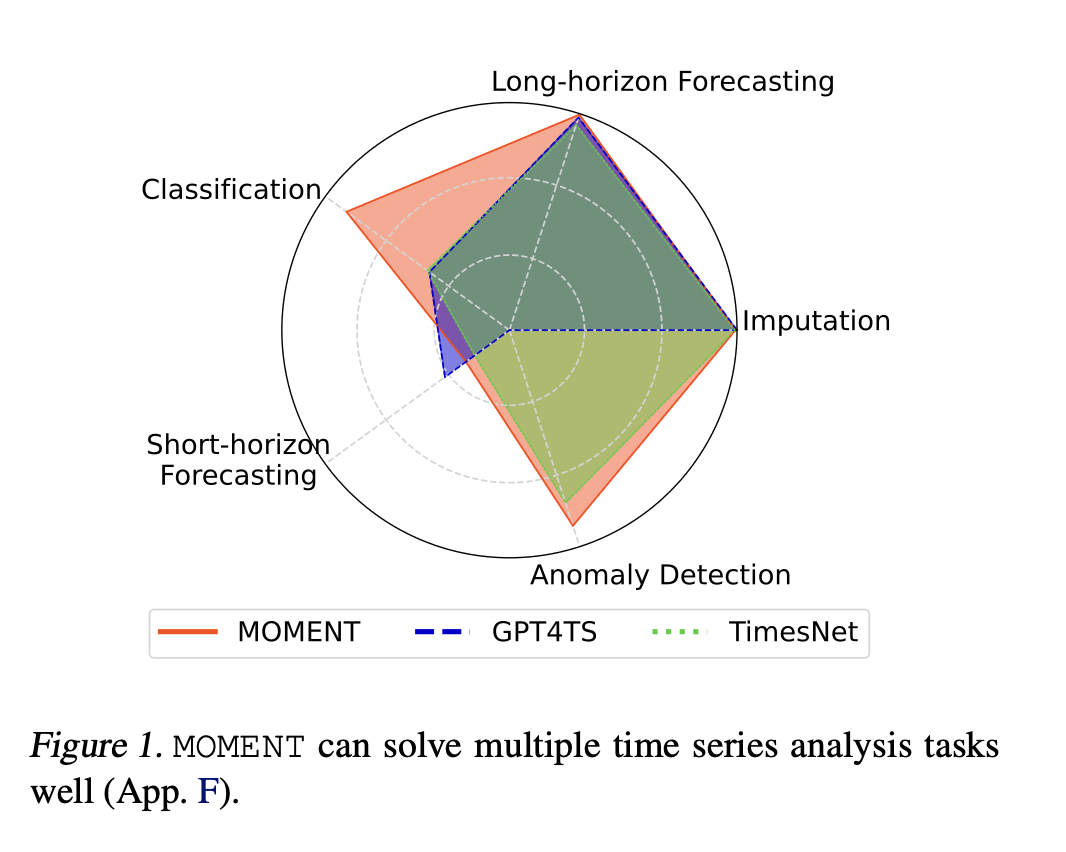 Long-horizon Forecasting
Classification
Imputation
Short-horizon
Forecasting
Anomaly Detection
MOMENT GPT4TS TimesNet
Figure 1. MOMENT can solve multiple time series analysis tasks
well (App. F).